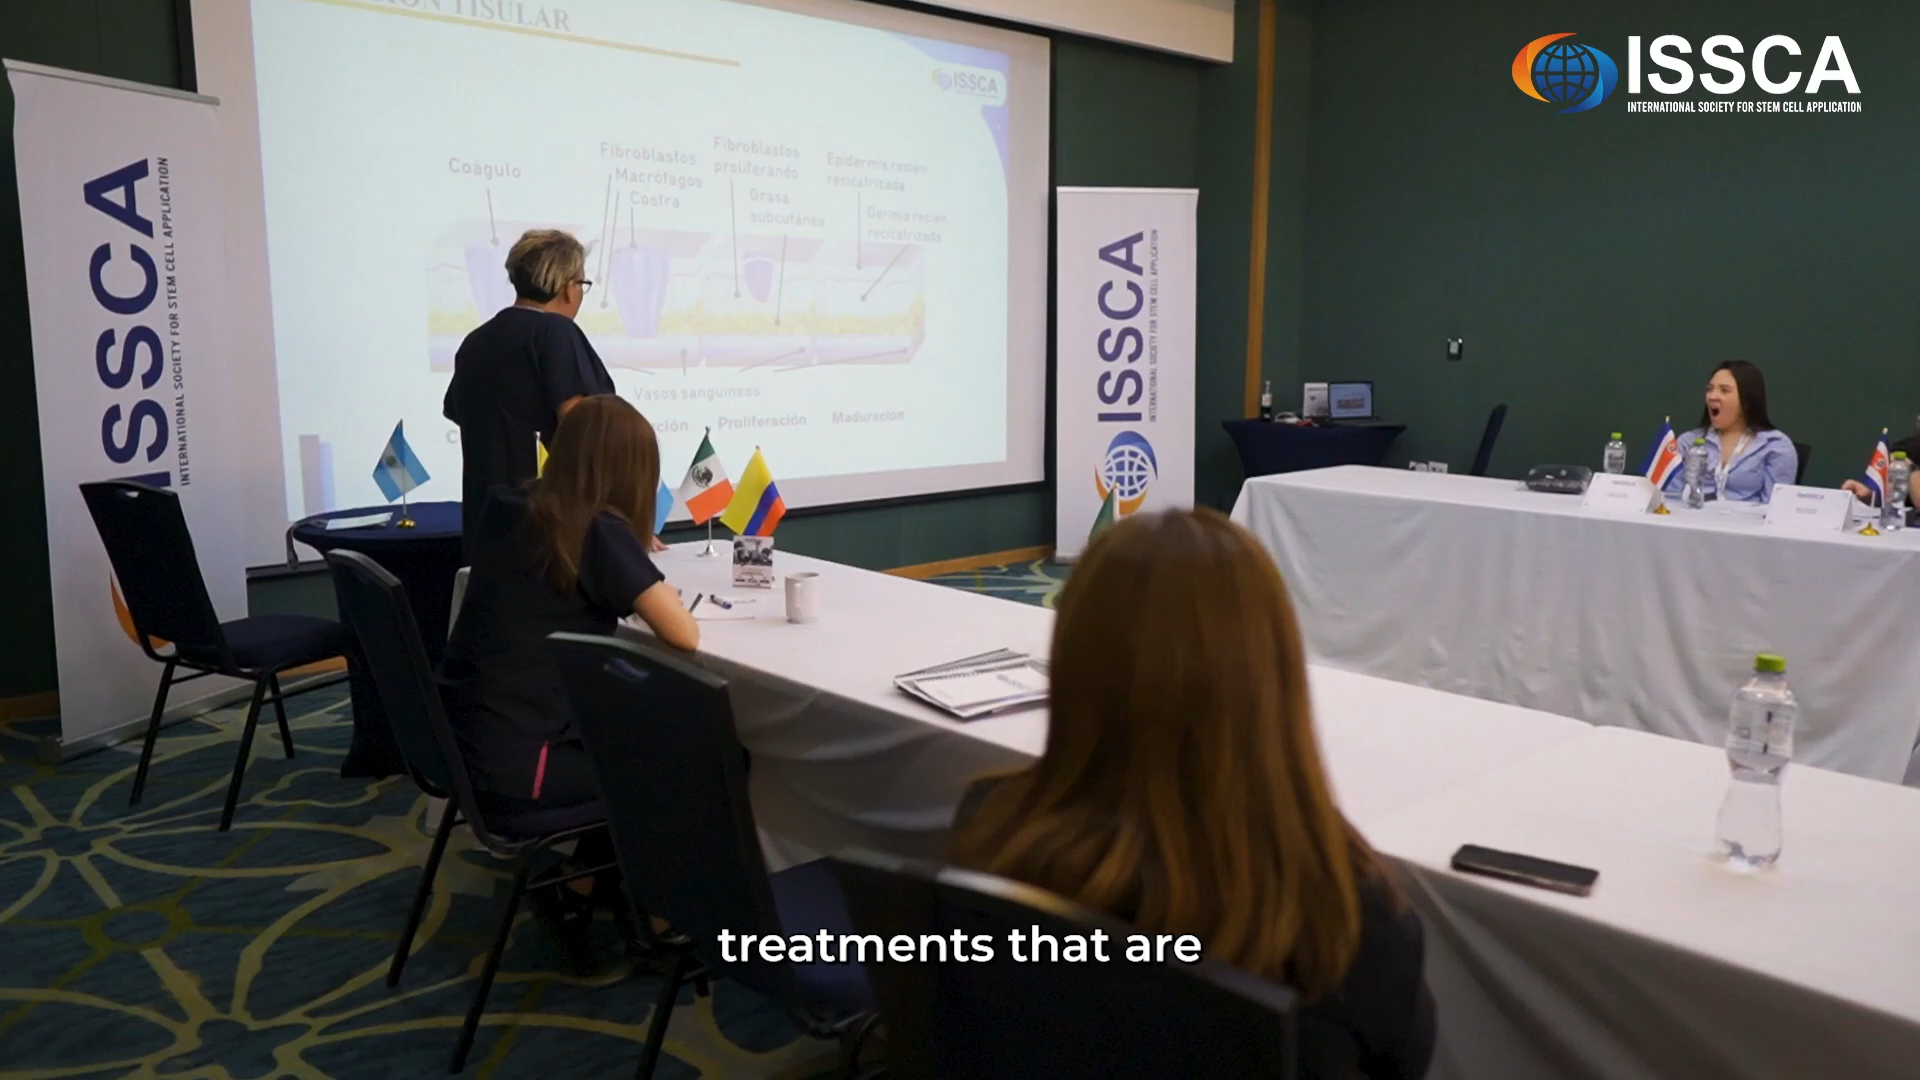 ISSCA
INTERNATIONAL SOCIETY FOR STEM CELL APPLICATION
TISULAR
ISSCA
Coágulo
Fibroblastos
Macrófagos
Costra
Fibroblastos
proliferando
Grasa
subcutánea
Epidermis recién
recicatrizada
Dermis recién
recicatrizada
Vasos sanguíneos
Proliferación
Maduración
ISSCA
INTERNATIONAL SOCIETY FOR STEM CELL APPLICATION
ISSCA
INTERNATIONAL SOCIETY FOR STEM CELL APPLICATION
treatments that are